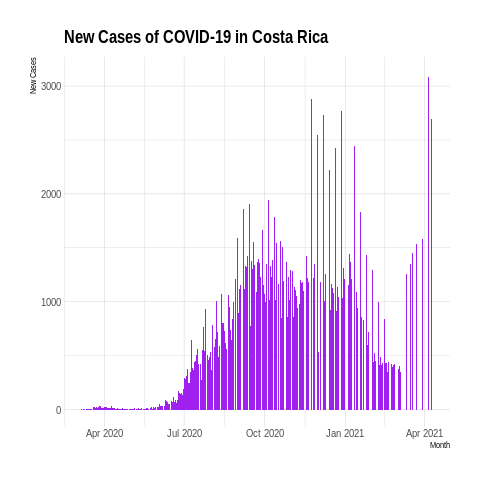 New Cases of COVID-19 in Costa Rica
New Cases
3000
2000
1000
0
Apr 2020 Jul 2020 Oct 2020 Jan 2021 Apr 2021
Month